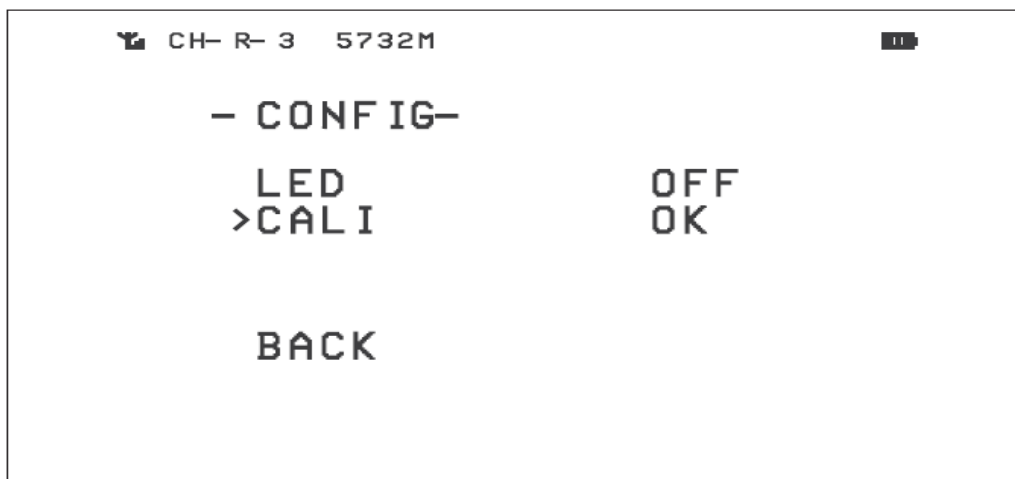 CH-R-3 5732M
- CONFIG-
LED OFF
>CALI OK
BACK